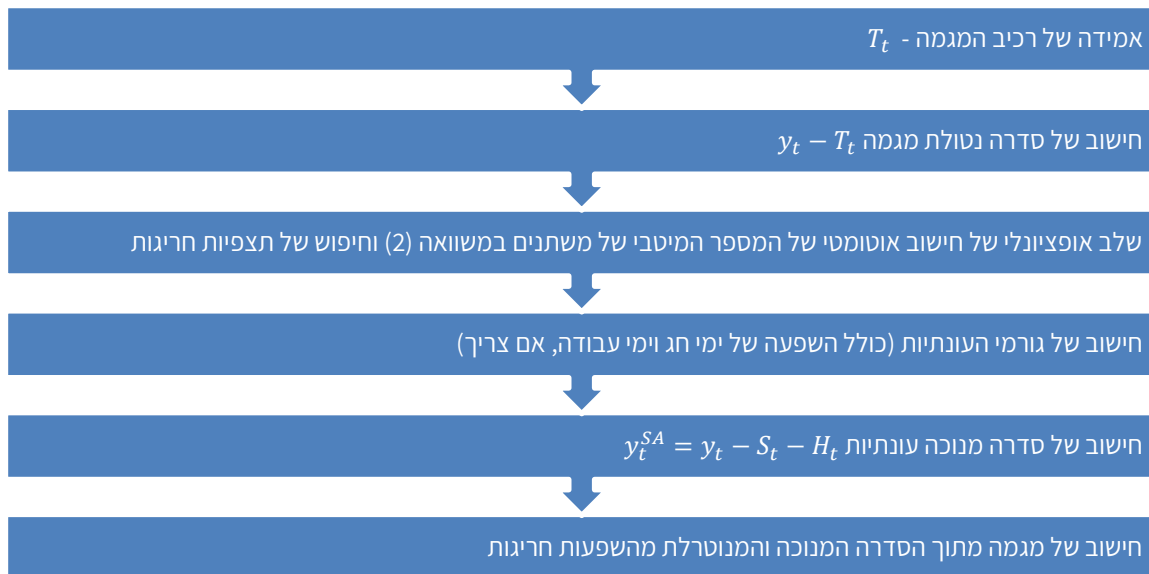 אמידה של רכיב המגמה - T_t
חישוב של סדרה נטולת מגמה y_t − T_t
שלב אופציונלי של חישוב אוטומטי של המספר המיטבי של משתנים במשוואה (2) וחיפוש של תצפיות חריגות
חישוב של גורמי העונתיות (כולל השפעה של ימי חג וימי עבודה, אם צריך)
חישוב של סדרה מנוכה עונתיות y_t^{SA} = y_t − S_t − H_t
חישוב של מגמה מתוך הסדרה המנוכה והמנוטרלת מהשפעות חריגות